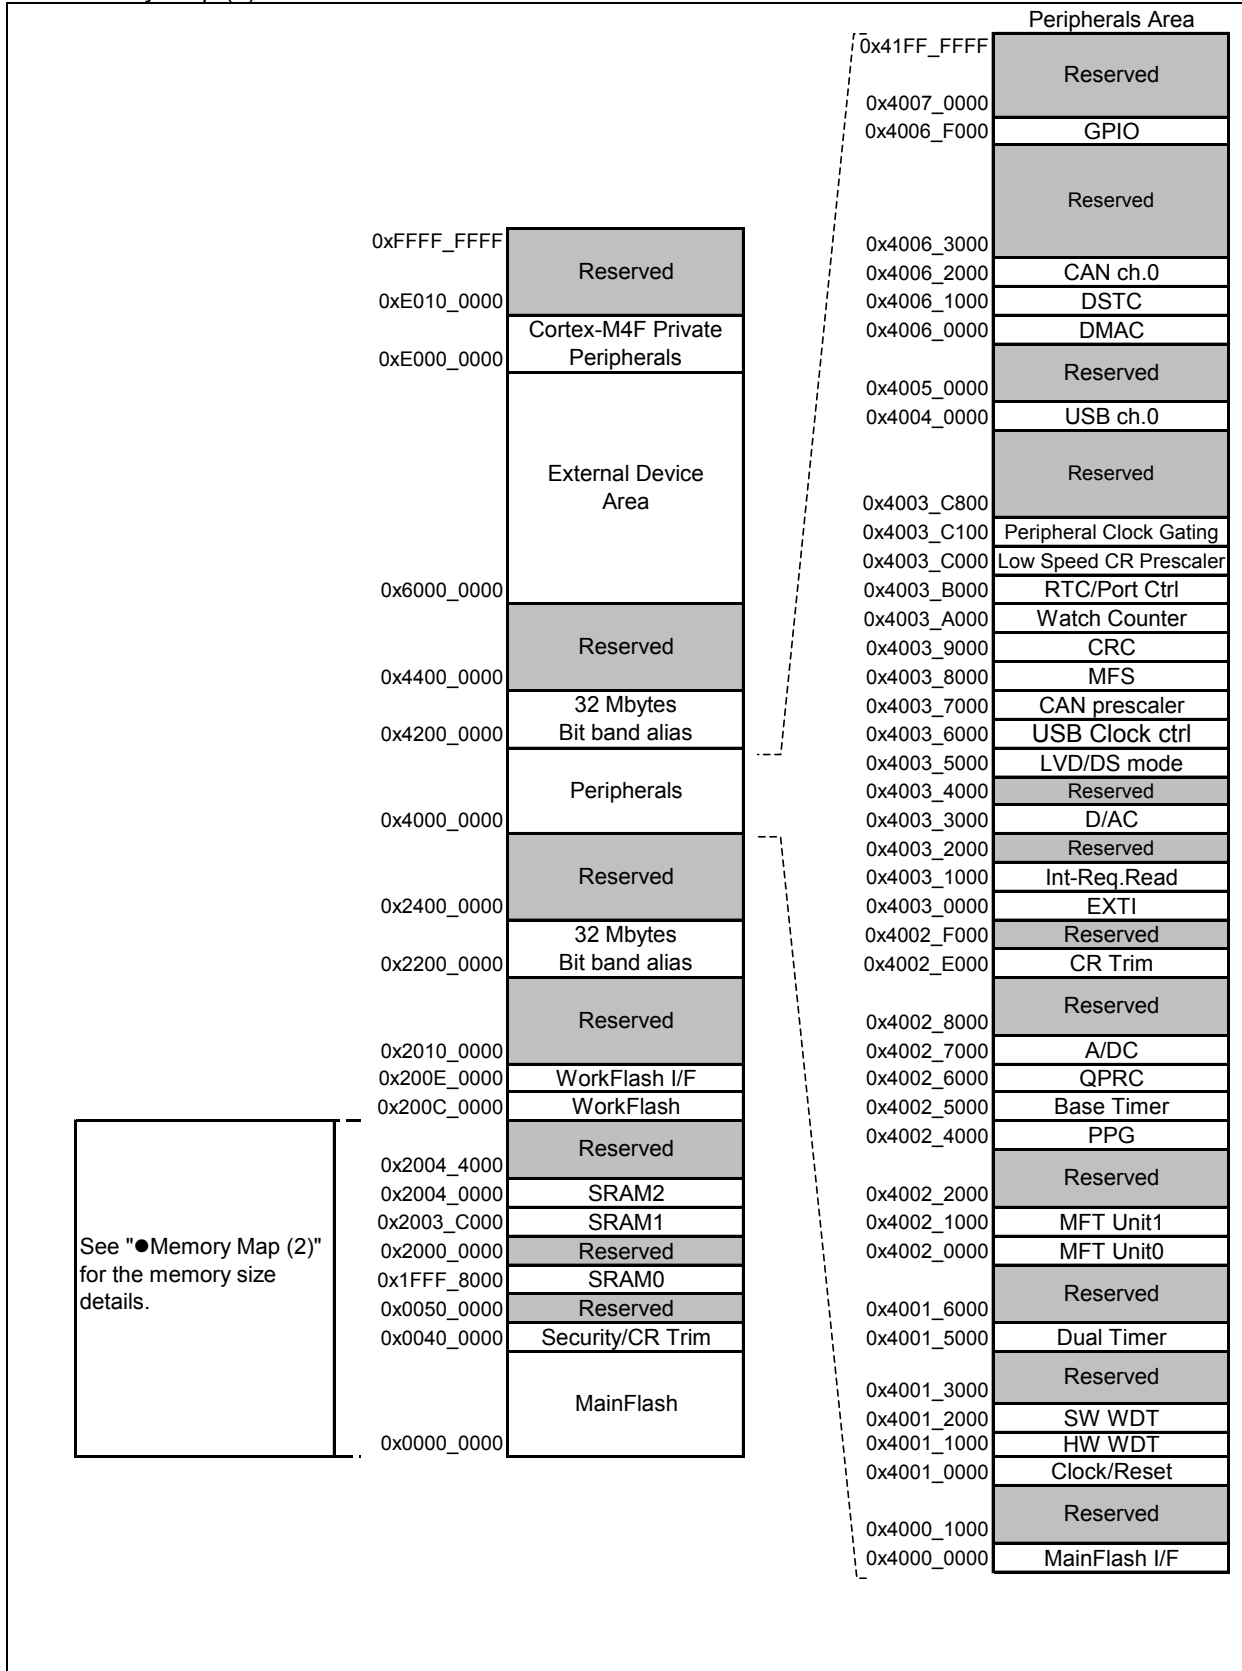 Peripherals Area
0x41FF_FFFF
Reserved
0x4007_0000
0x4006_F000 GPIO
Reserved
0x4006_3000
0x4006_2000 CAN ch.0
0x4006_1000 DSTC
0x4006_0000 DMAC
Reserved
0x4005_0000
0x4004_0000 USB ch.0
Reserved
0x4003_C800
0x4003_C100 Peripheral Clock Gating
0x4003_C000 Low Speed CR Prescaler
0x4003_B000 RTC/Port Ctrl
0x4003_A000 Watch Counter
0x4003_9000 CRC
0x4003_8000 MFS
0x4003_7000 CAN prescaler
0x4003_6000 USB Clock ctrl
0x4003_5000 LVD/DS mode
0x4003_4000 Reserved
0x4003_3000 D/AC
0x4003_2000 Reserved
0x4003_1000 Int-Req.Read
0x4003_0000 EXTI
0x4002_F000 Reserved
0x4002_E000 CR Trim
Reserved
0x4002_8000
0x4002_7000 A/DC
0x4002_6000 QPRC
0x4002_5000 Base Timer
0x4002_4000 PPG
Reserved
0x4002_2000
0x4002_1000 MFT Unit1
0x4002_0000 MFT Unit0
Reserved
0x4001_6000
0x4001_5000 Dual Timer
Reserved
0x4001_3000
0x4001_2000 SW WDT
0x4001_1000 HW WDT
0x4001_0000 Clock/Reset
Reserved
0x4000_1000
0x4000_0000 MainFlash I/F
0xFFFF_FFFF
Reserved
0xE010_0000
Cortex-M4F Private
0xE000_0000 Peripherals
External Device
Area
0x6000_0000
Reserved
0x4400_0000
32 Mbytes
0x4200_0000 Bit band alias
Peripherals
0x4000_0000
Reserved
0x2400_0000
32 Mbytes
0x2200_0000 Bit band alias
Reserved
0x2010_0000
0x200E_0000 WorkFlash I/F
0x200C_0000 WorkFlash
Reserved
0x2004_4000
0x2004_0000 SRAM2
0x2003_C000 SRAM1
0x2000_0000 Reserved
0x1FFF_8000 SRAM0
0x0050_0000 Reserved
0x0040_0000 Security/CR Trim
MainFlash
0x0000_0000
See "●Memory Map (2)"
for the memory size
details.